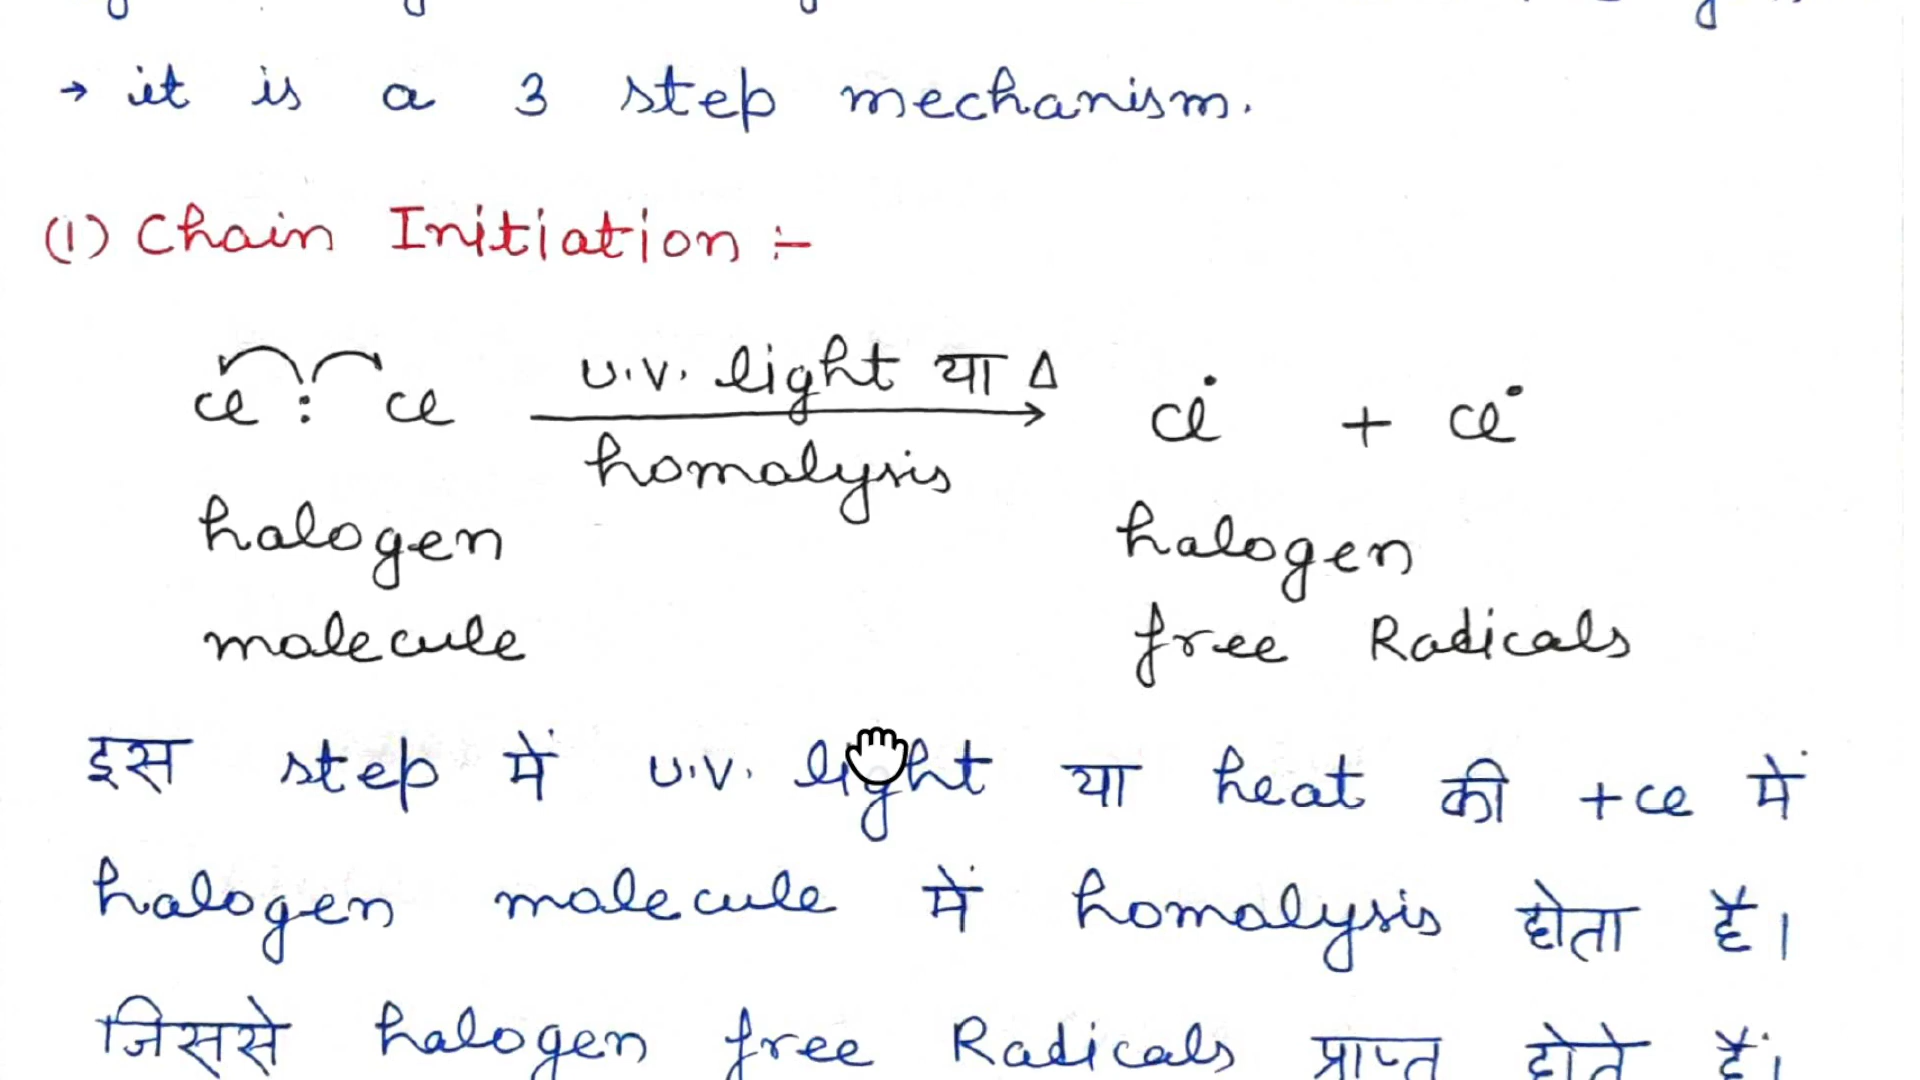 → it is a 3 step mechanism.
(1) Chain Initiation :-
Cl : Cl u.v. light या Δ homolysis Cl• + Cl•
halogen halogen
molecule free Radicals
इस step में u.v. light या heat की +ce में
halogen molecule में homolysis होता है।
जिससे halogen free Radicals प्राप्त होते हैं।